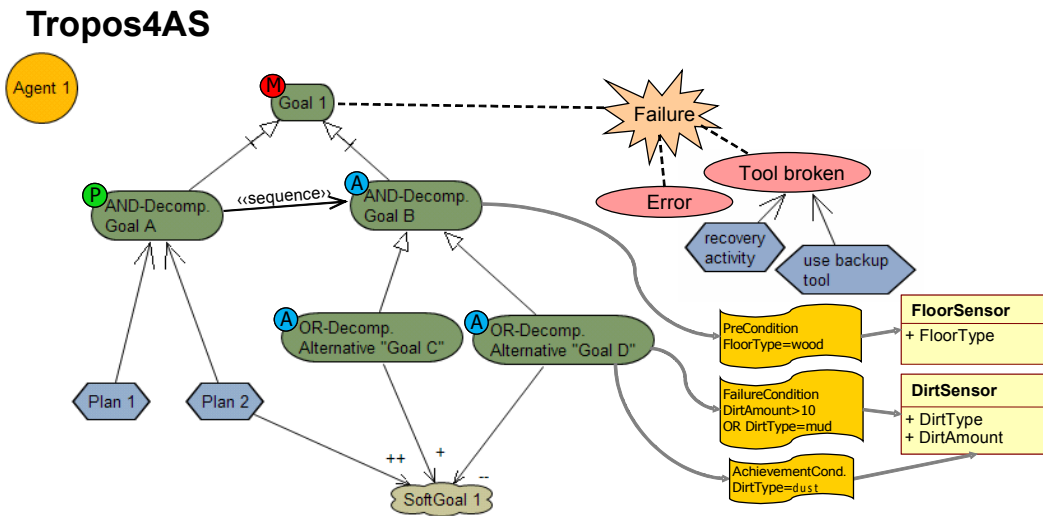 Tropos4AS
Agent 1
M
Goal 1
Failure
P
AND-Decomp.
Goal A
‹‹sequence››
A
AND-Decomp.
Goal B
Error
Tool broken
recovery
activity
use backup
tool
A
OR-Decomp.
Alternative "Goal C"
A
OR-Decomp.
Alternative "Goal D"
PreCondition
FloorType=wood
FloorSensor
+ FloorType
Plan 1
Plan 2
FailureCondition
DirtAmount>10
OR DirtType=mud
DirtSensor
+ DirtType
+ DirtAmount
++
+
--
AchievementCond.
DirtType=dust
SoftGoal 1